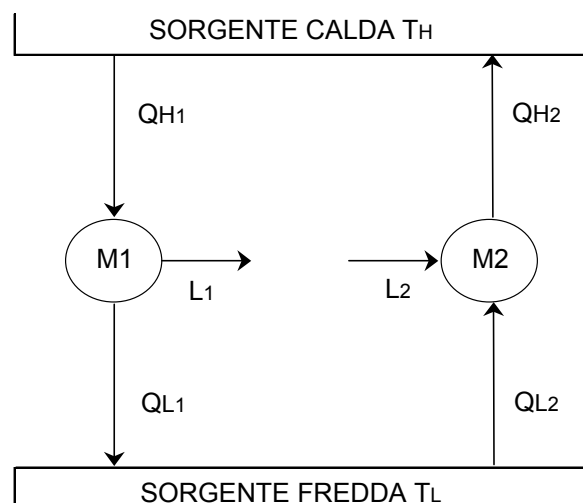 SORGENTE CALDA TH
QH1
QH2
M1
M2
L1
L2
QL1
QL2
SORGENTE FREDDA TL